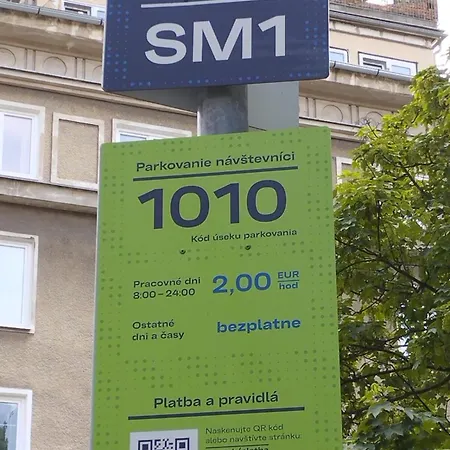 SM1
Parkovanie návštevníci
1010
Kód úseku parkovania
Pracovné dni
8:00–24:00
2,00 EUR
hod
Ostatné
dni a časy
bezplatne
Platba a pravidlá
Naskenujte QR kód
alebo navštívte stránku